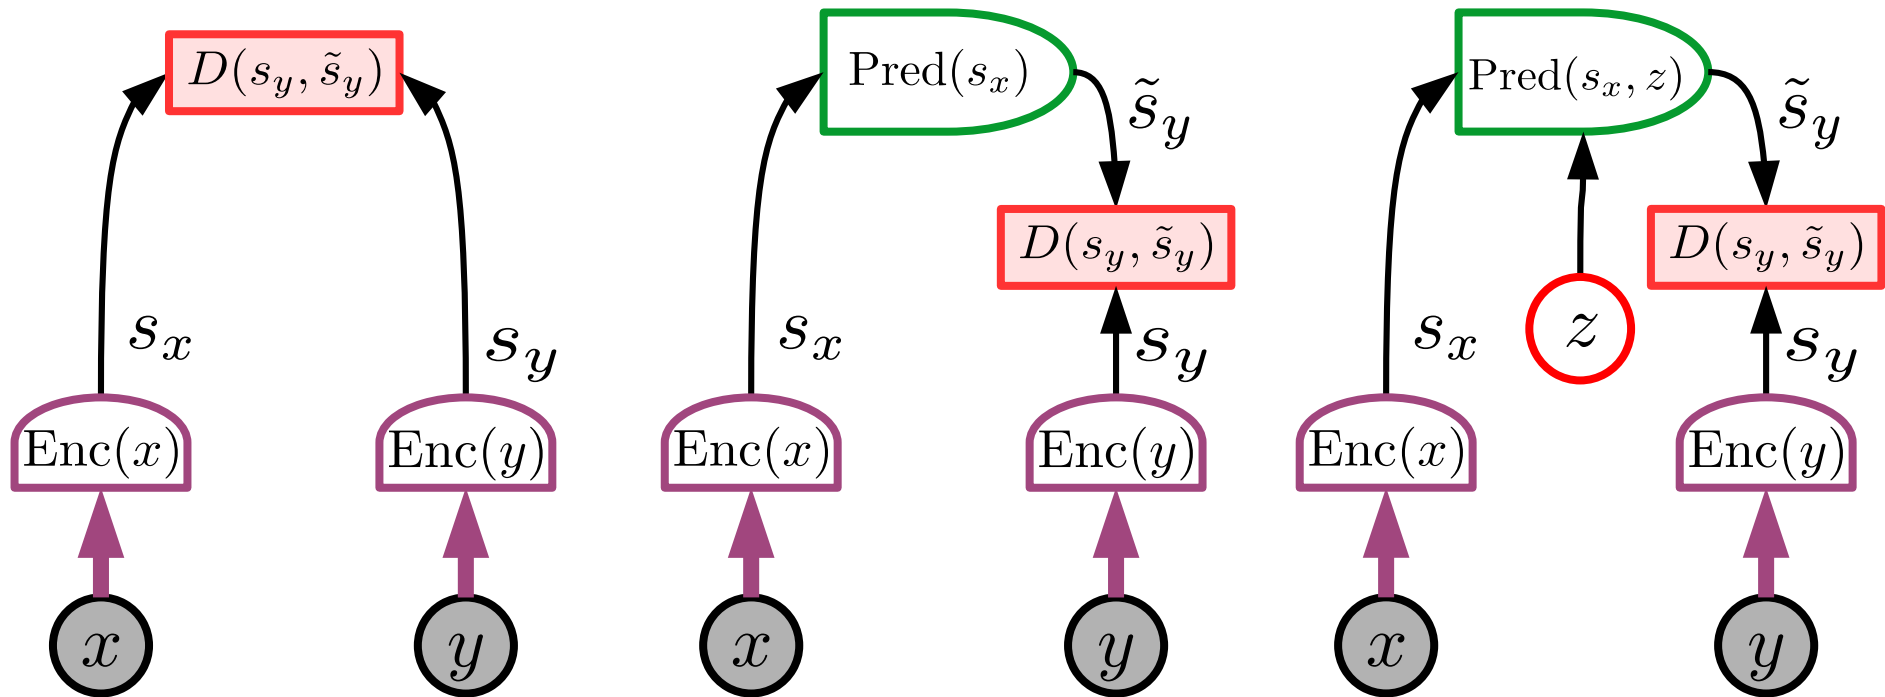 D(s_y, s̃_y)
s_x
s_y
Enc(x)
Enc(y)
x
y
Pred(s_x)
s̃_y
D(s_y, s̃_y)
s_x
s_y
Enc(x)
Enc(y)
x
y
Pred(s_x, z)
s̃_y
D(s_y, s̃_y)
s_x
z
s_y
Enc(x)
Enc(y)
x
y